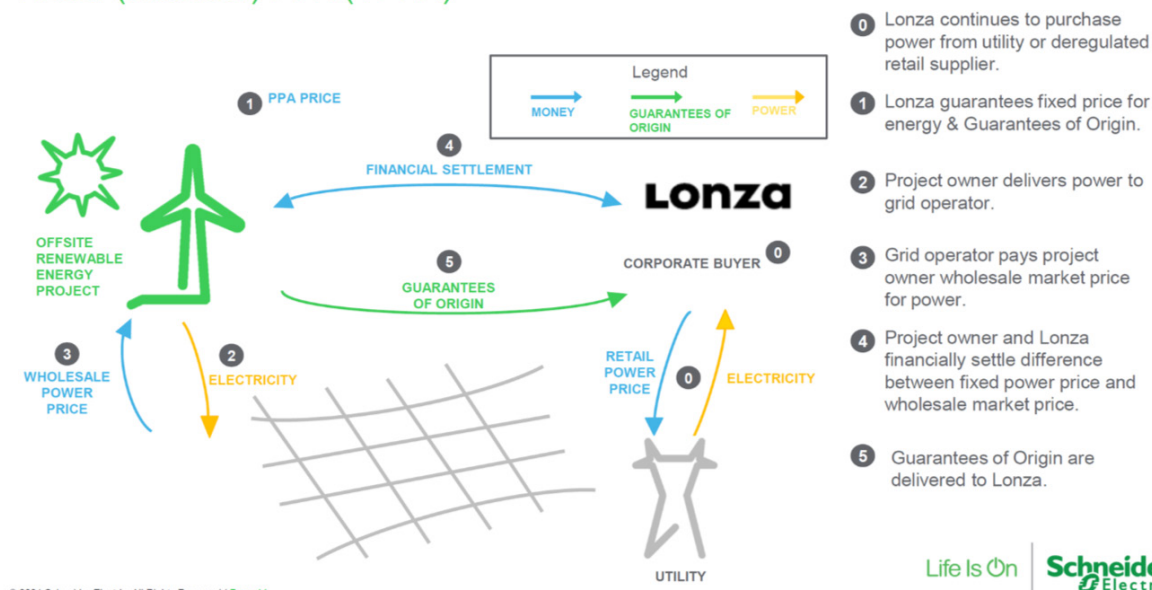 0 Lonza continues to purchase
power from utility or deregulated
retail supplier.
Legend
MONEY
GUARANTEES OF
ORIGIN
POWER
1 PPA PRICE
1 Lonza guarantees fixed price for
energy & Guarantees of Origin.
4
FINANCIAL SETTLEMENT
Lonza
2 Project owner delivers power to
grid operator.
OFFSITE
RENEWABLE
ENERGY
PROJECT
5
GUARANTEES
OF ORIGIN
CORPORATE BUYER 0
3 Grid operator pays project
owner wholesale market price
for power.
3
WHOLESALE
POWER
PRICE
2
ELECTRICITY
RETAIL
POWER
PRICE
0
ELECTRICITY
4 Project owner and Lonza
financially settle difference
between fixed power price and
wholesale market price.
5 Guarantees of Origin are
delivered to Lonza.
UTILITY
Life Is On
Schneide
Electr